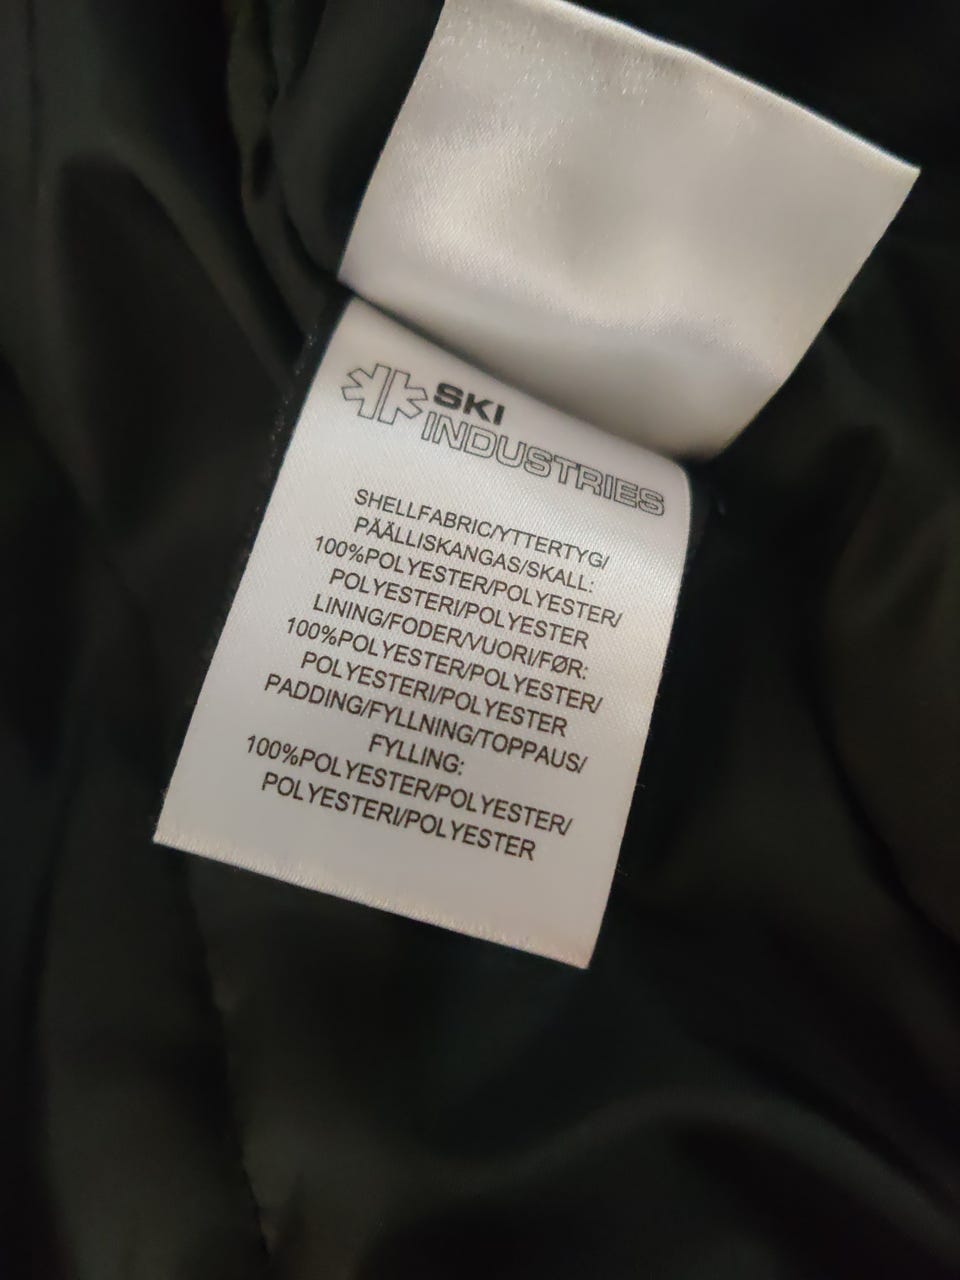 SKI
INDUSTRIES
SHELLFABRIC/YTTERTYG/
PÄÄLLISKANGAS/SKALL:
100%POLYESTER/POLYESTER/
POLYESTERI/POLYESTER
LINING/FODER/VUORI/FØR:
100%POLYESTER/POLYESTER/
POLYESTERI/POLYESTER
PADDING/FYLLNING/TOPPAUS/
FYLLING:
100%POLYESTER/POLYESTER/
POLYESTERI/POLYESTER